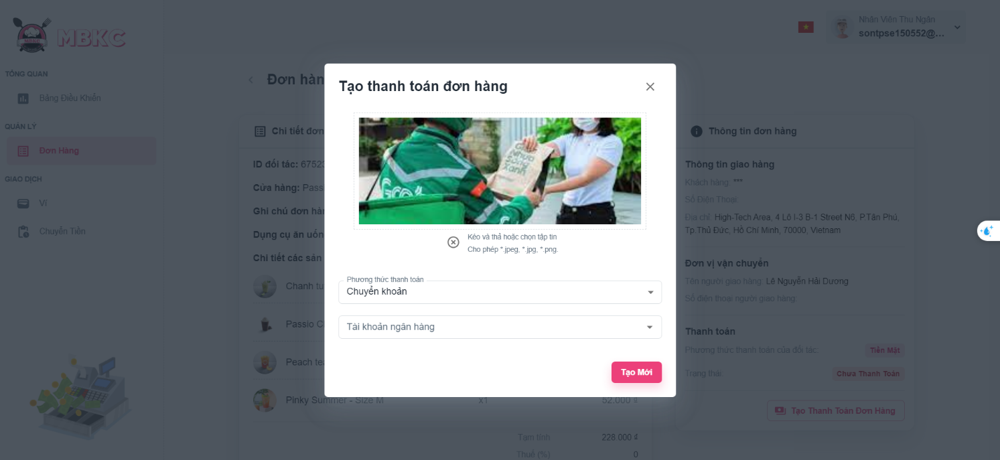 MBKC
MBKC
Nhân Viên Thu Ngân
sontpse150552@...
TỔNG QUAN
Bảng Điều Khiển
QUẢN LÝ
Đơn Hàng
GIAO DỊCH
Ví
Chuyển Tiền
Đơn hàn
Chi tiết đơn
ID đối tác: 6752
Cửa hàng: Passi
Ghi chú đơn hàn
Dụng cụ ăn uốn
Chi tiết các sản
Chanh tu
Passio C
Peach tea
Pinky Summer - Size M x1 52.000 ₫
Tạm tính 228.000 ₫
Thuế (%) 0
Tạo thanh toán đơn hàng
Giao
Nhựa
Sống
Xanh
Kéo và thả hoặc chọn tập tin
Cho phép *.jpeg, *.jpg, *.png.
Phương thức thanh toán
Chuyển khoản
Tài khoản ngân hàng
Tạo Mới
Thông tin đơn hàng
Thông tin giao hàng
Khách hàng: ***
Số Điện Thoại:
Địa chỉ: High-Tech Area, 4 Lô I-3 B-1 Street N6, P.Tân Phú,
Tp.Thủ Đức, Hồ Chí Minh, 70000, Vietnam
Đơn vị vận chuyển
Tên người giao hàng: Lê Nguyễn Hải Dương
Số điện thoại người giao hàng:
Thanh toán
Phương thức thanh toán của đối tác: Tiền Mặt
Trạng thái: Chưa Thanh Toán
Tạo Thanh Toán Đơn Hàng